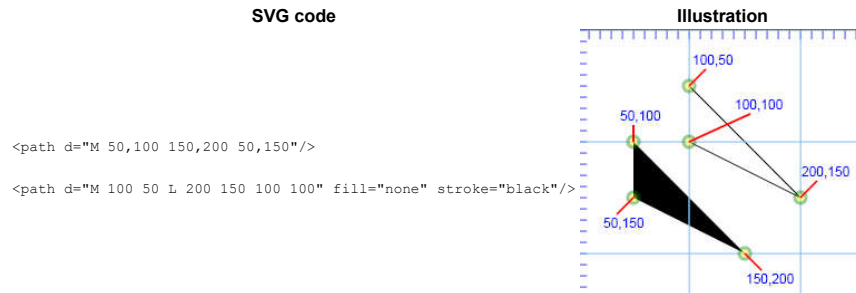 SVG code
Illustration
<path d="M 50,100 150,200 50,150"/>
<path d="M 100 50 L 200 150 100 100" fill="none" stroke="black"/>
100,50
100,100
50,100
200,150
50,150
150,200